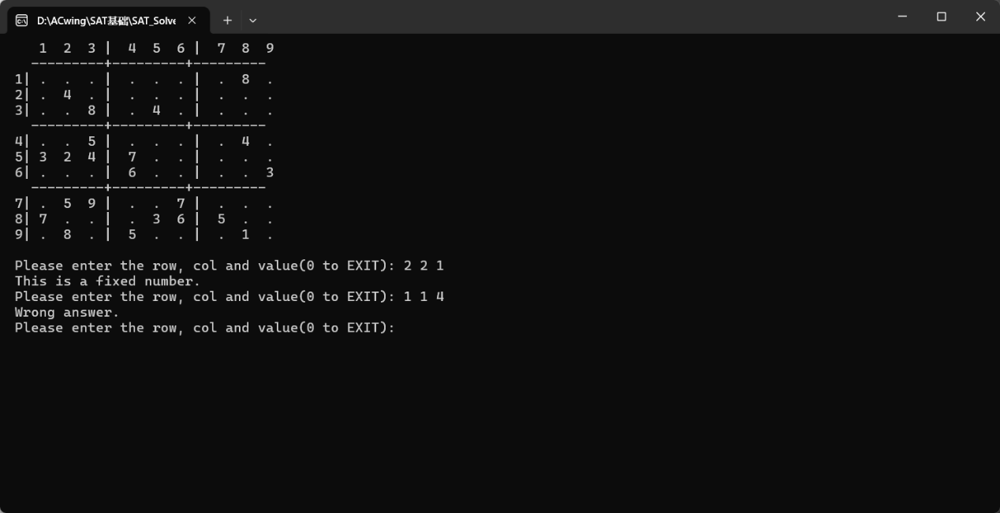 D:\ACwing\SAT基础\SAT_Solve
1 2 3 | 4 5 6 | 7 8 9
---------+---------+---------
1| . . . | . . . | . 8 .
2| . 4 . | . . . | . . .
3| . . 8 | . 4 . | . . .
---------+---------+---------
4| . . 5 | . . . | . 4 .
5| 3 2 4 | 7 . . | . . .
6| . . . | 6 . . | . . 3
---------+---------+---------
7| . 5 9 | . . 7 | . . .
8| 7 . . | . 3 6 | 5 . .
9| . 8 . | 5 . . | . 1 .
Please enter the row, col and value(0 to EXIT): 2 2 1
This is a fixed number.
Please enter the row, col and value(0 to EXIT): 1 1 4
Wrong answer.
Please enter the row, col and value(0 to EXIT):